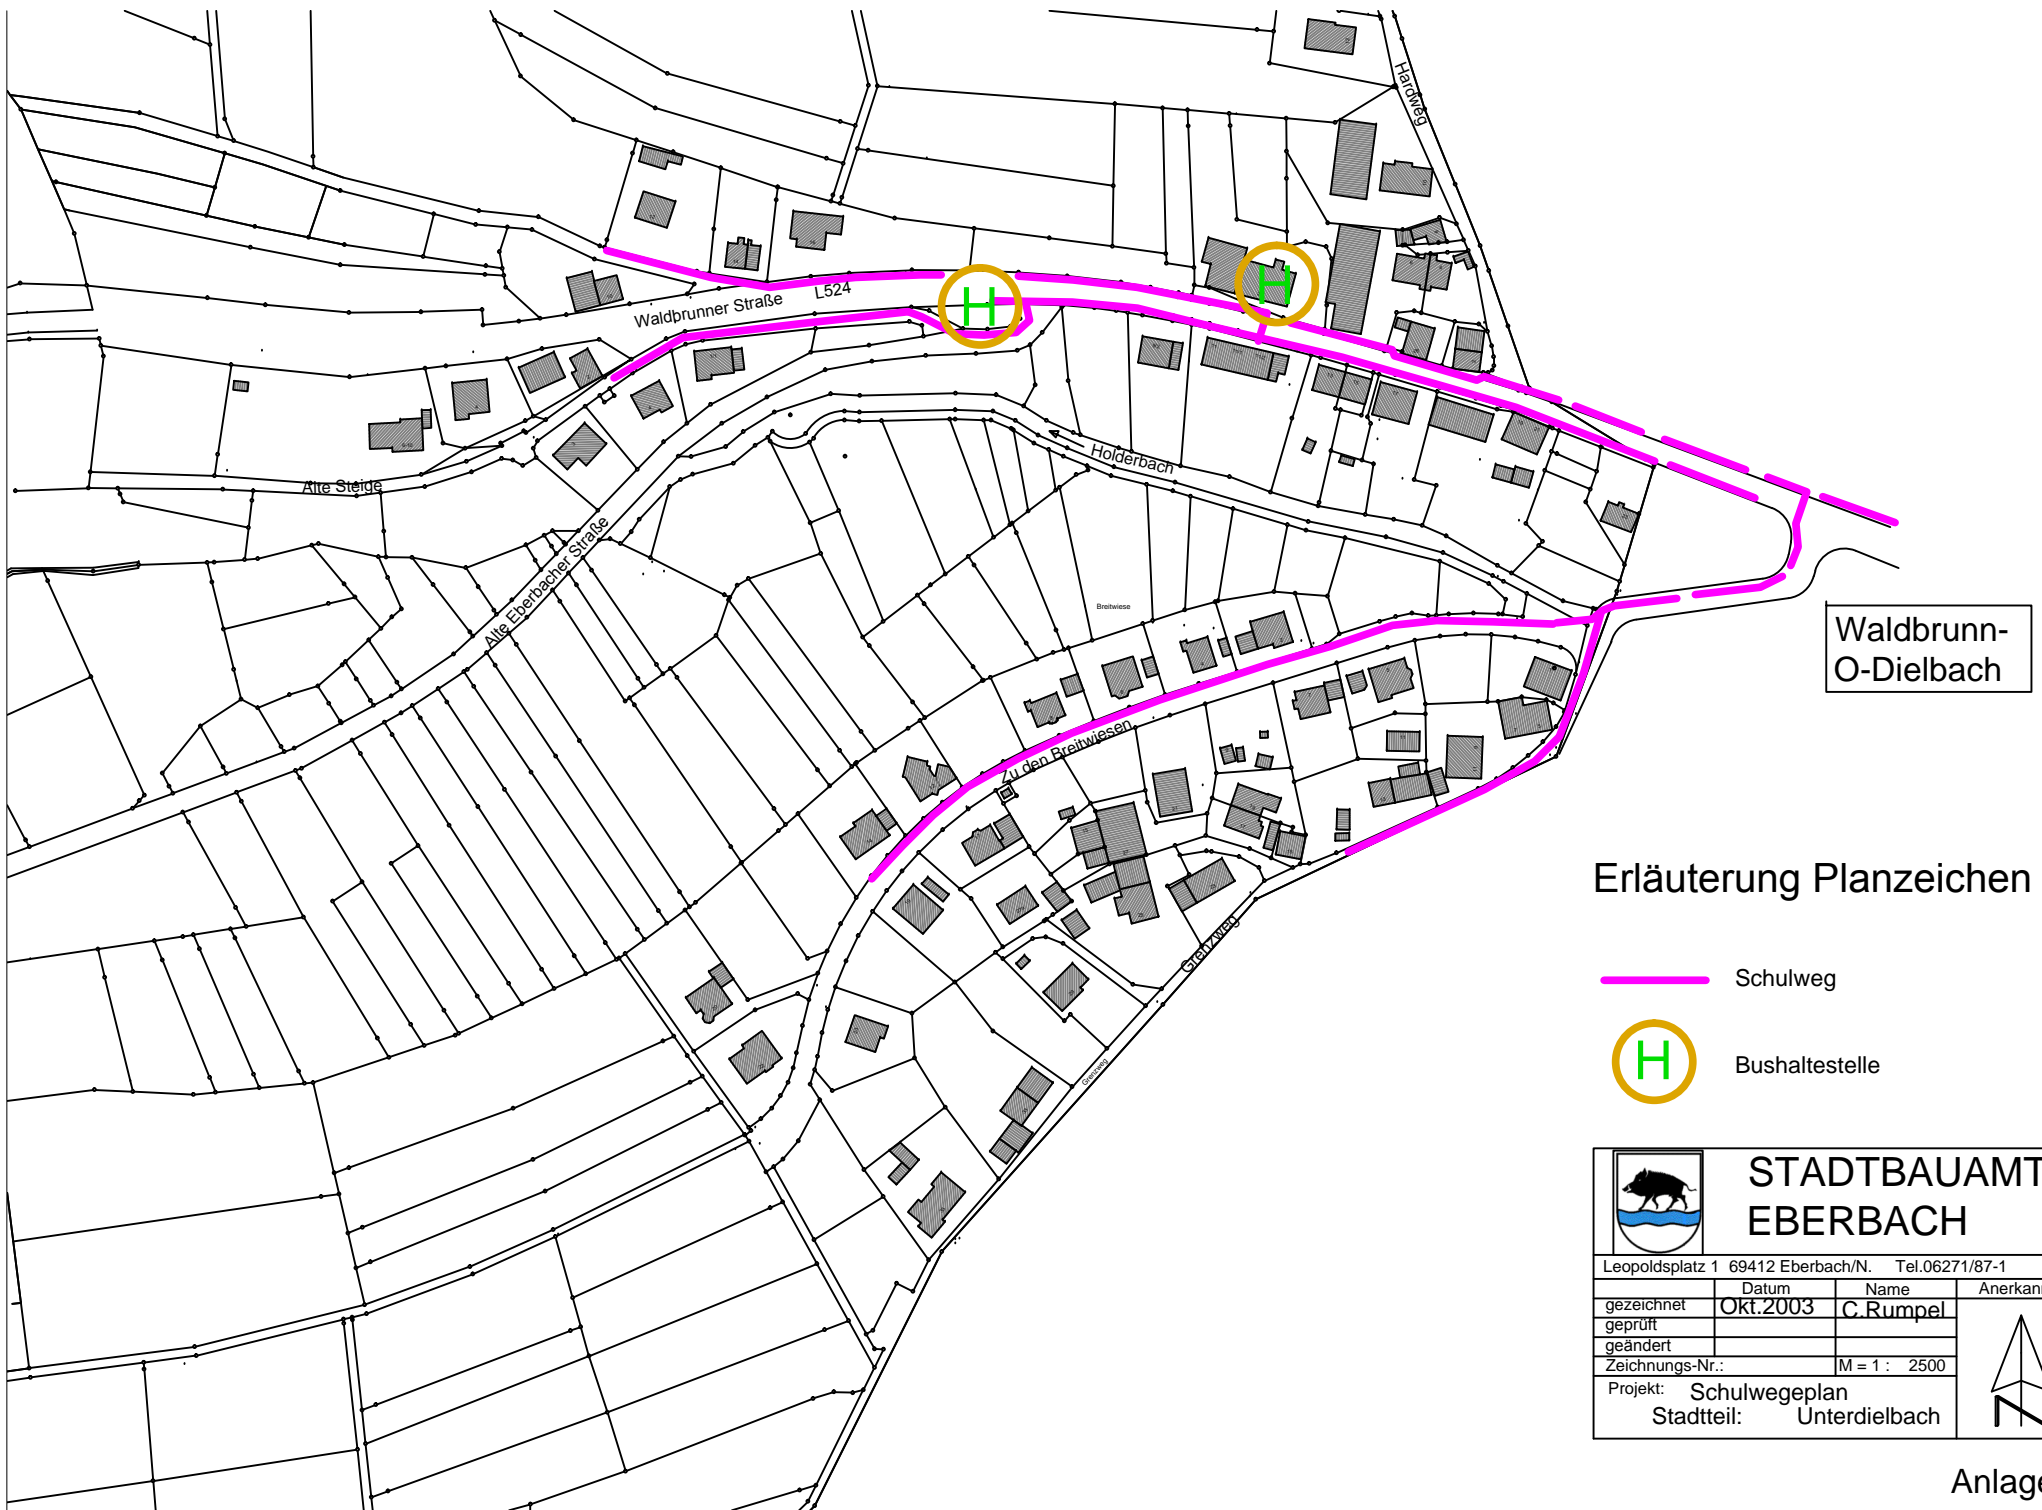 Hardweg
H
H
L524
Waldbrunner Straße
Holderbach
Alte Steige
Alte Eberbacher Straße
Breitwiese
Waldbrunn-
O-Dielbach
Zu den Breitwiesen
Grenzweg
Grenzweg
Erläuterung Planzeichen
Schulweg
H
Bushaltestelle
STADTBAUAMT
EBERBACH
Leopoldsplatz 1 69412 Eberbach/N. Tel.06271/87-1
Datum Name Anerkan
gezeichnet Okt.2003 C.Rumpel
geprüft
geändert
Zeichnungs-Nr.: M = 1 : 2500
Projekt: Schulwegeplan
Stadtteil: Unterdielbach
N
Anlage